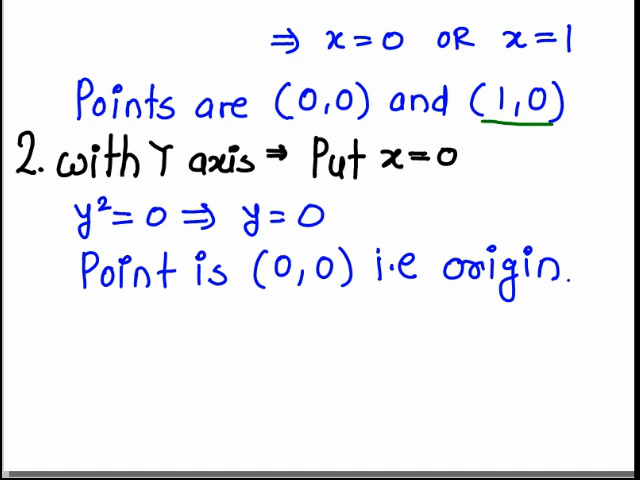 ⇒ x = 0 OR x = 1
Points are (0,0) and (1,0)
2. with Y axis ⇒ Put x = 0
y² = 0 ⇒ y = 0
Point is (0,0) i.e origin.